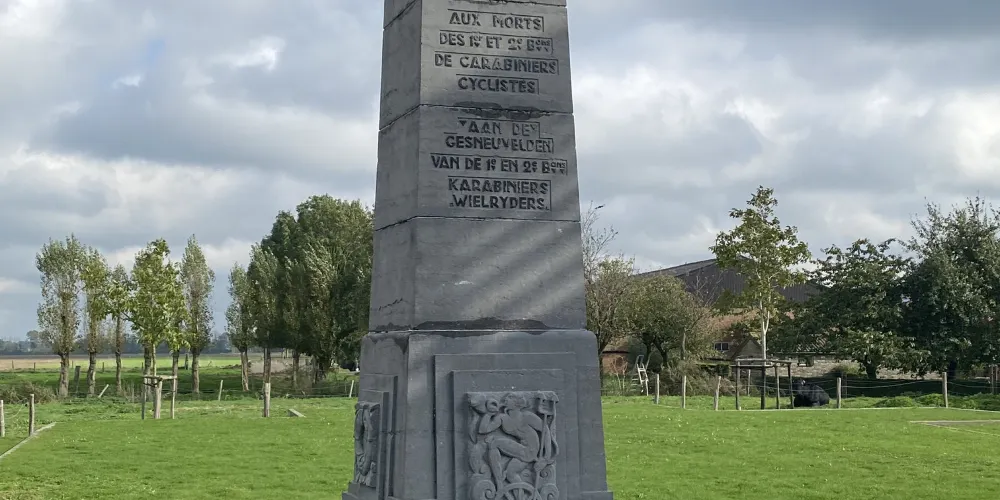 AUX MORTS
DES 1ᵉ ET 2ᵉ Bᵒⁿˢ
DE CARABINIERS
CYCLISTES
AAN DE
GESNEUVELDEN
VAN DE 1ᵉ EN 2ᵉ Bᵒⁿˢ
KARABINIERS
WIELRYDERS